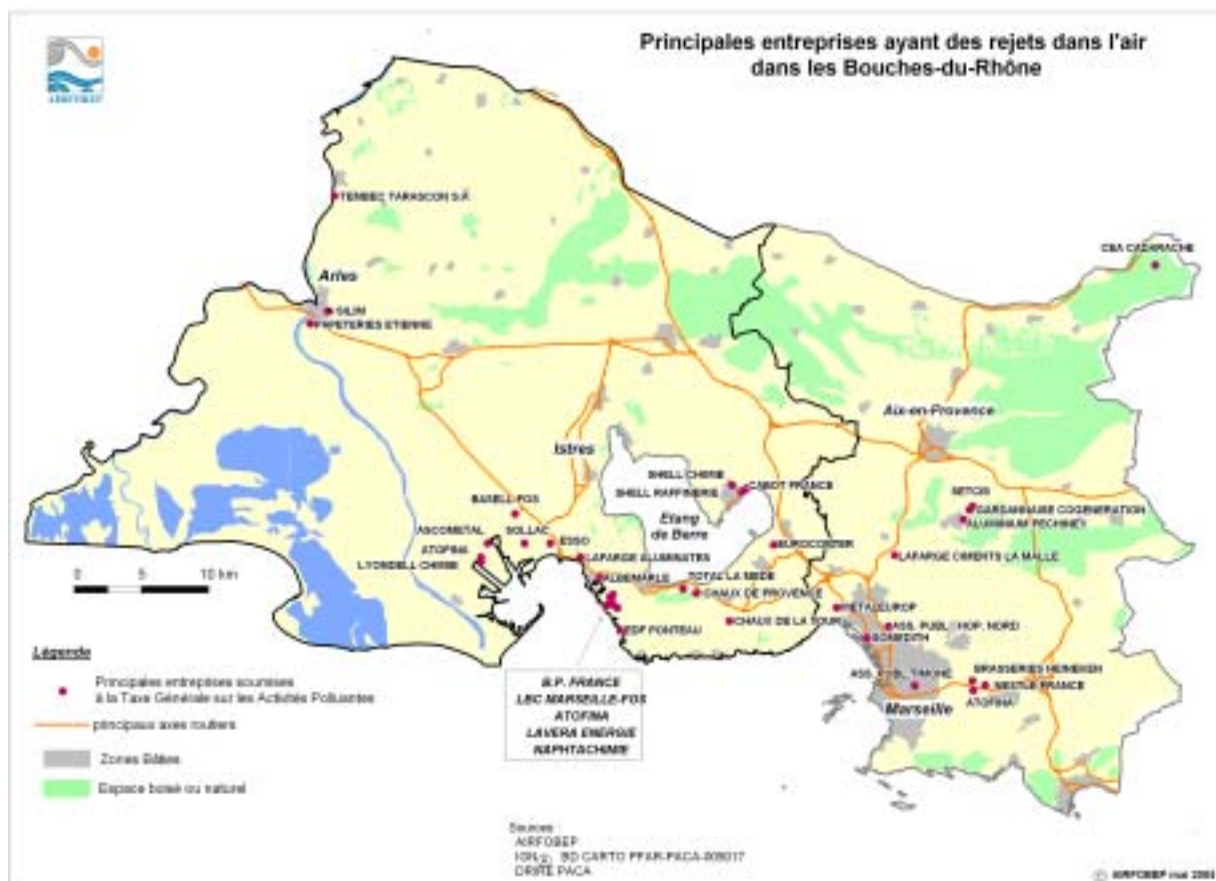 Principales entreprises ayant des rejets dans l'air
dans les Bouches-du-Rhône
AIRFOBEP
TEMBEC TARASCON S.A
CEA CADARACHE
Arles
SILIM
PAPETERIES ETIENNE
Aix-en-Provence
Istres
SHELL CHIMIE
CABOT FRANCE
SHELL RAFFINERIE
Etang
de Berre
BASELL-FOS
ASCOMETAL
SOLLAC
ESSO
ATOFINA
LYONDELL CHIMIE
LAFARGE ALUMINATES
ALBEMARLE
TOTAL LA MEDE
CHAUX DE PROVENCE
EUROCOATER
GARDANNAISE COGENERATION
ALUMINIUM PECHINEY
LAFARGE CIMENTS LA MALLE
EDF PONTEAU
CHAUX DE LA TOUR
METALEUROP
ASS. PUBL. HOP. NORD
SOMEDITH
ASS. PUBL. TIMONE
BRASSERIES HEINEKEN
NESTLE FRANCE
ATOFINA
Marseille
0 10 km
B.P. FRANCE
LBC MARSEILLE-FOS
ATOFINA
LAVERA ENERGIE
NAPHTACHIMIE
Légende
Principales entreprises soumises
à la Taxe Générale sur les Activités Polluantes
principaux axes routiers
Zones Bâties
Espace boisé ou naturel
Sources :
AIRFOBEP
BD CARTO
DRIRE PACA
© AIRFOBEP mai